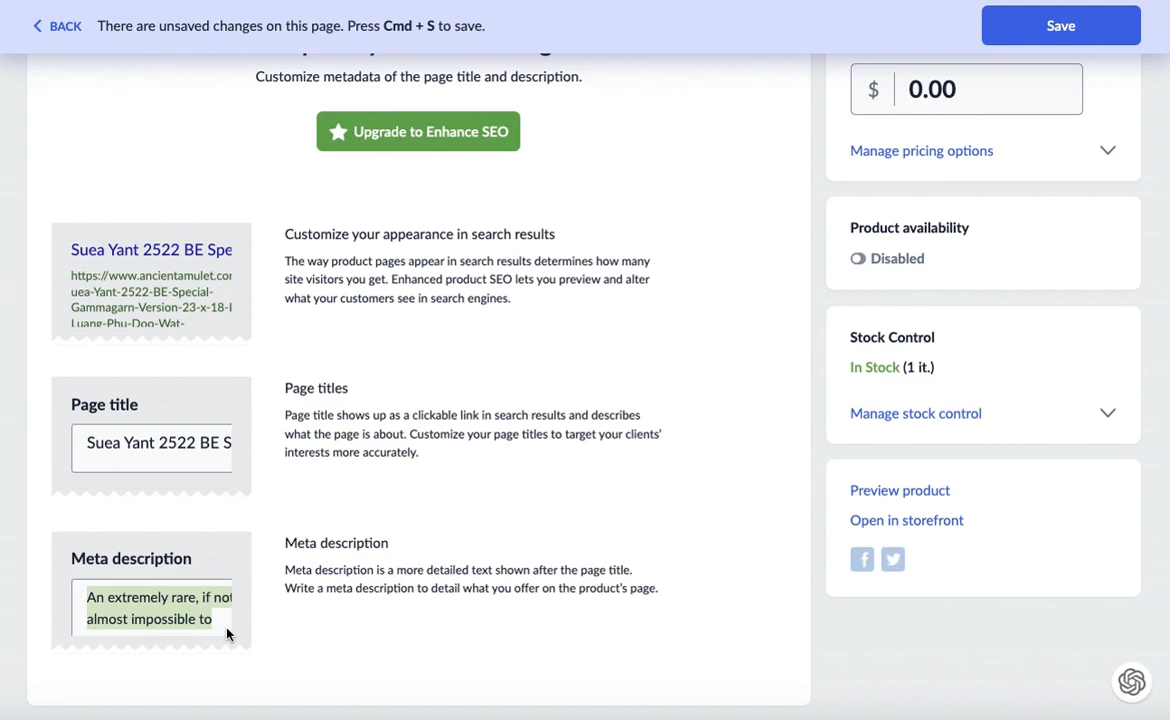 BACK There are unsaved changes on this page. Press Cmd + S to save. Save
Customize metadata of the page title and description.
Upgrade to Enhance SEO
Suea Yant 2522 BE Spe
https://www.ancientamulet.co
uea-Yant-2522-BE-Special-
Gammagarn-Version-23-x-18-
Luang-Phu-Doo-Wat-
Customize your appearance in search results
The way product pages appear in search results determines how many
site visitors you get. Enhanced product SEO lets you preview and alter
what your customers see in search engines.
Page title
Suea Yant 2522 BE S
Page titles
Page title shows up as a clickable link in search results and describes
what the page is about. Customize your page titles to target your clients'
interests more accurately.
Meta description
An extremely rare, if not
almost impossible to
Meta description
Meta description is a more detailed text shown after the page title.
Write a meta description to detail what you offer on the product's page.
$ 0.00
Manage pricing options
Product availability
Disabled
Stock Control
In Stock (1 it.)
Manage stock control
Preview product
Open in storefront